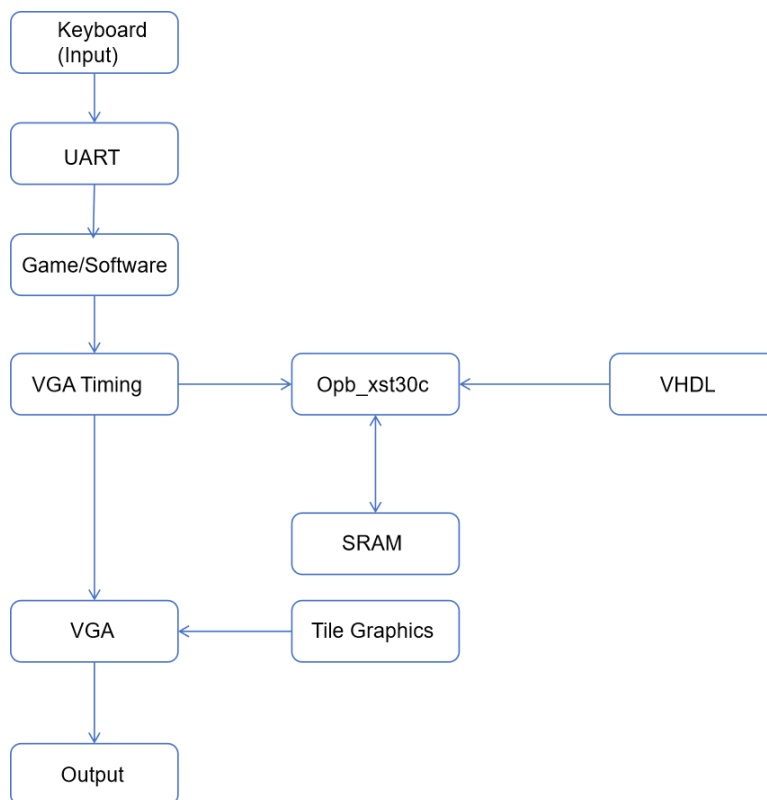 Keyboard
(Input)
UART
Game/Software
VGA Timing
Opb_xst30c
VHDL
SRAM
VGA
Tile Graphics
Output